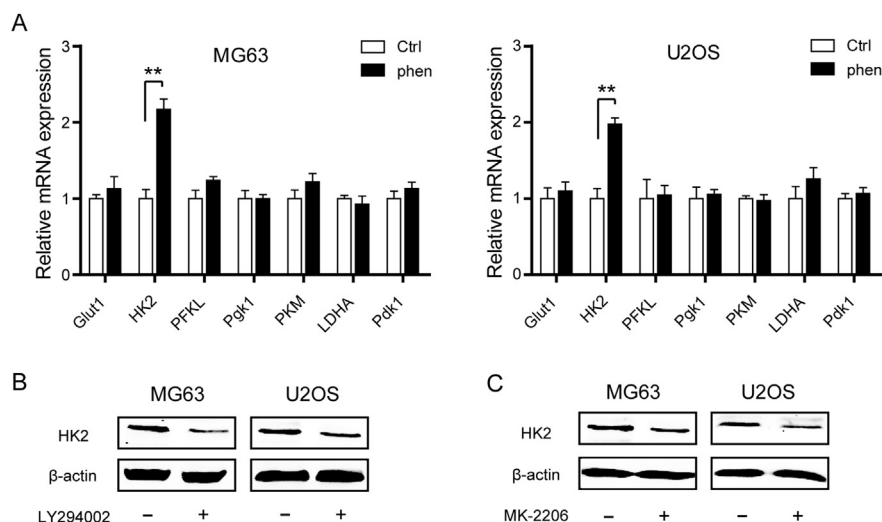 A
MG63
Ctrl
phen
Relative mRNA expression
3
2
1
0
**
Glut1 HK2 PFKL Pgk1 PKM LDHA Pdk1
U2OS
Ctrl
phen
Relative mRNA expression
3
2
1
0
**
Glut1 HK2 PFKL Pgk1 PKM LDHA Pdk1
B
MG63 U2OS
HK2
β-actin
LY294002 – + – +
C
MG63 U2OS
HK2
β-actin
MK-2206 – + – +